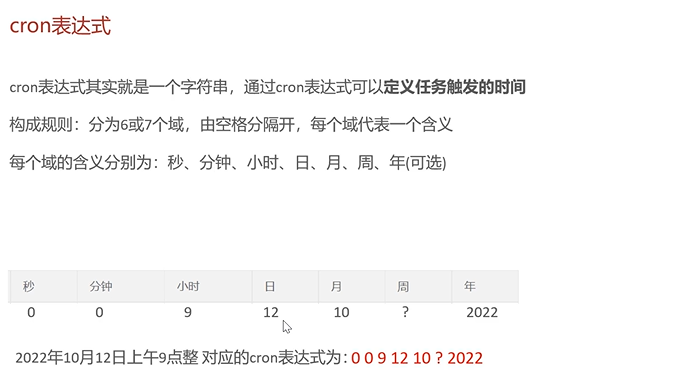 cron表达式
cron表达式其实就是一个字符串，通过cron表达式可以定义任务触发的时间
构成规则：分为6或7个域，由空格分隔开，每个域代表一个含义
每个域的含义分别为：秒、分钟、小时、日、月、周、年(可选)
秒 分钟 小时 日 月 周 年
0 0 9 12 10 ? 2022
2022年10月12日上午9点整 对应的cron表达式为：0 0 9 12 10 ? 2022